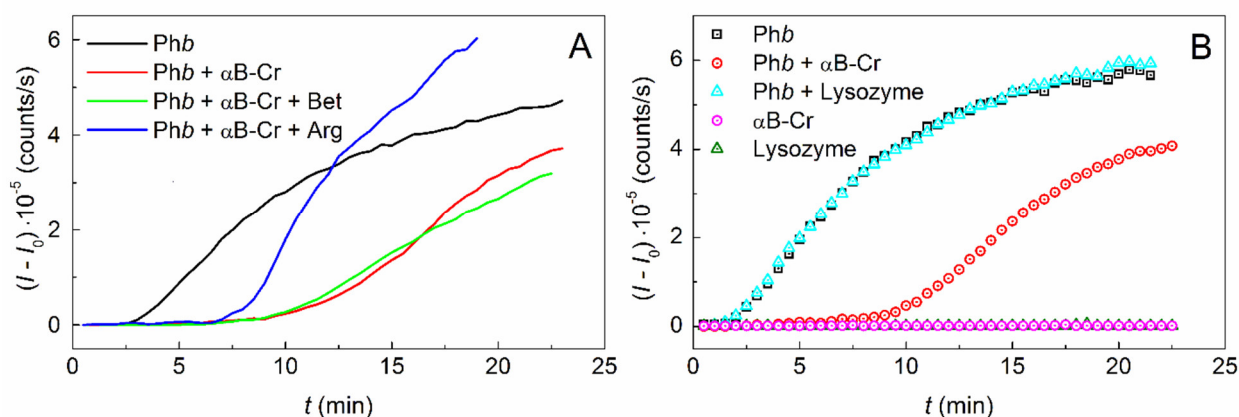 A
Phb
Phb + αB-Cr
Phb + αB-Cr + Bet
Phb + αB-Cr + Arg
(I - I₀) ·10⁻⁵ (counts/s)
6
4
2
0
0 5 10 15 20 25
t (min)
B
Phb
Phb + αB-Cr
Phb + Lysozyme
αB-Cr
Lysozyme
(I - I₀) ·10⁻⁵ (counts/s)
6
4
2
0
0 5 10 15 20 25
t (min)